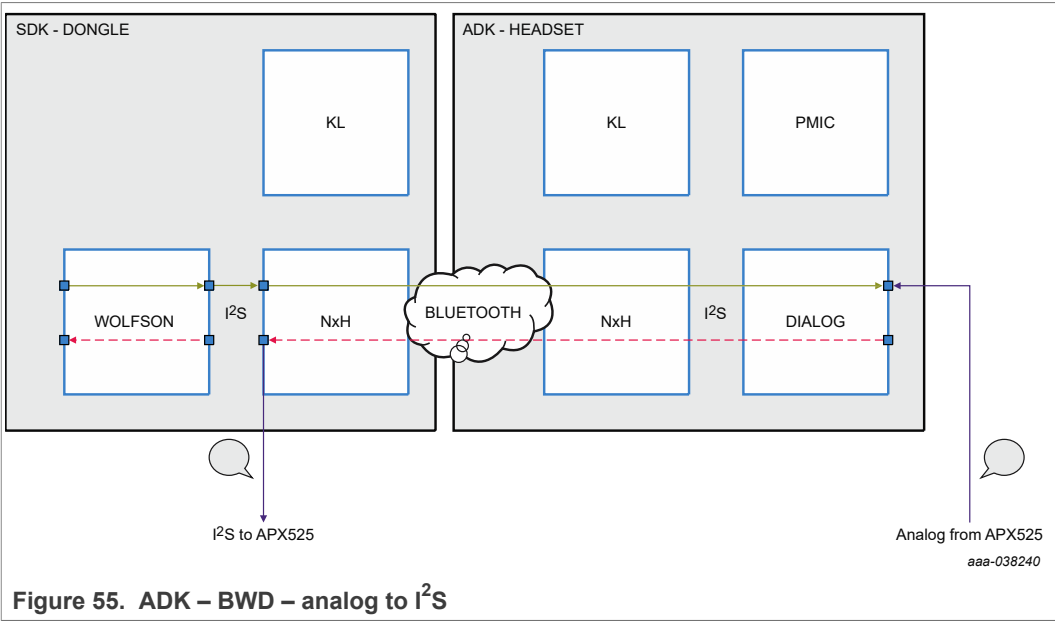 SDK - DONGLE
ADK - HEADSET
KL
KL
PMIC
WOLFSON
I²S
NxH
BLUETOOTH
NxH
I²S
DIALOG
I²S to APX525
Analog from APX525
aaa-038240
Figure 55. ADK – BWD – analog to I²S